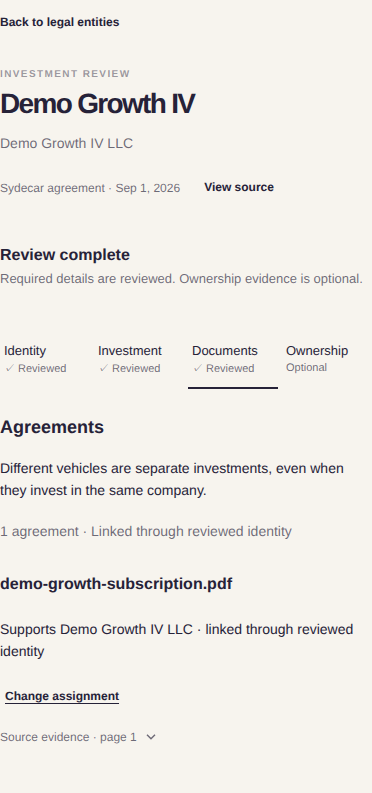 Back to legal entities
INVESTMENT REVIEW
Demo Growth IV
Demo Growth IV LLC
Sydecar agreement · Sep 1, 2026 View source
Review complete
Required details are reviewed. Ownership evidence is optional.
Identity Investment Documents Ownership
✓ Reviewed ✓ Reviewed ✓ Reviewed Optional
Agreements
Different vehicles are separate investments, even when
they invest in the same company.
1 agreement · Linked through reviewed identity
demo-growth-subscription.pdf
Supports Demo Growth IV LLC · linked through reviewed
identity
Change assignment
Source evidence · page 1